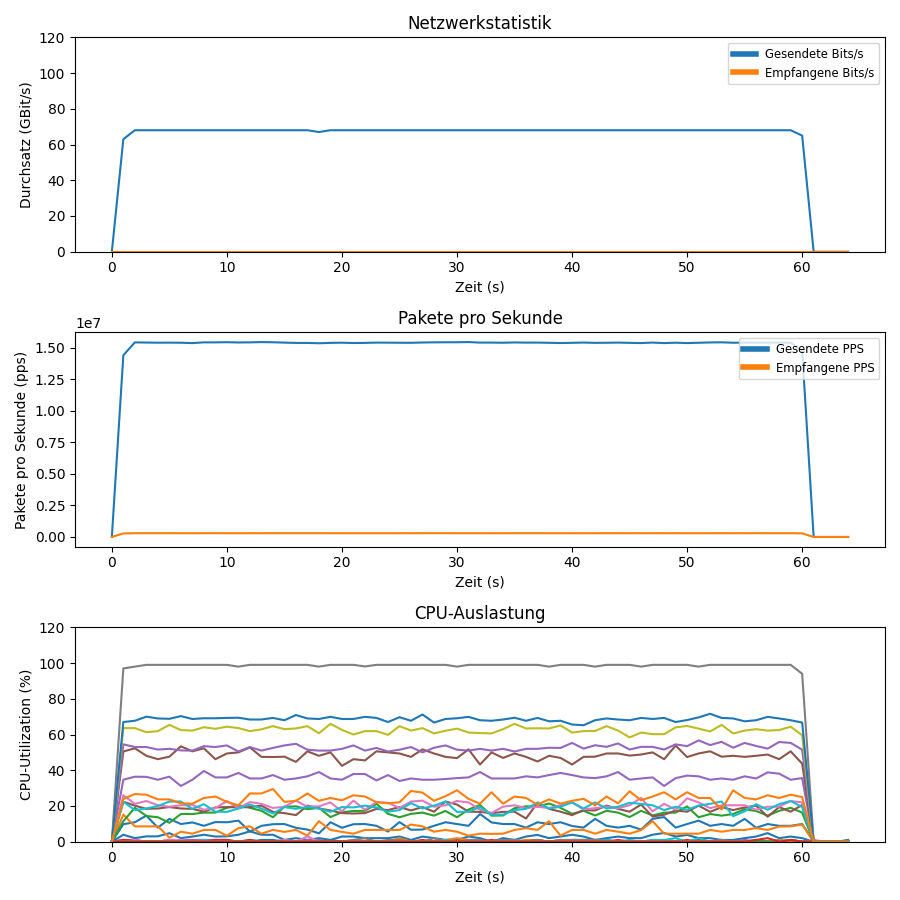 Netzwerkstatistik
Durchsatz (GBit/s)
120
100
80
60
40
20
0
Gesendete Bits/s
Empfangene Bits/s
0 10 20 30 40 50 60
Zeit (s)
Pakete pro Sekunde
1e7
Pakete pro Sekunde (pps)
1.50
1.25
1.00
0.75
0.50
0.25
0.00
Gesendete PPS
Empfangene PPS
0 10 20 30 40 50 60
Zeit (s)
CPU-Auslastung
CPU-Utilization (%)
120
100
80
60
40
20
0
0 10 20 30 40 50 60
Zeit (s)